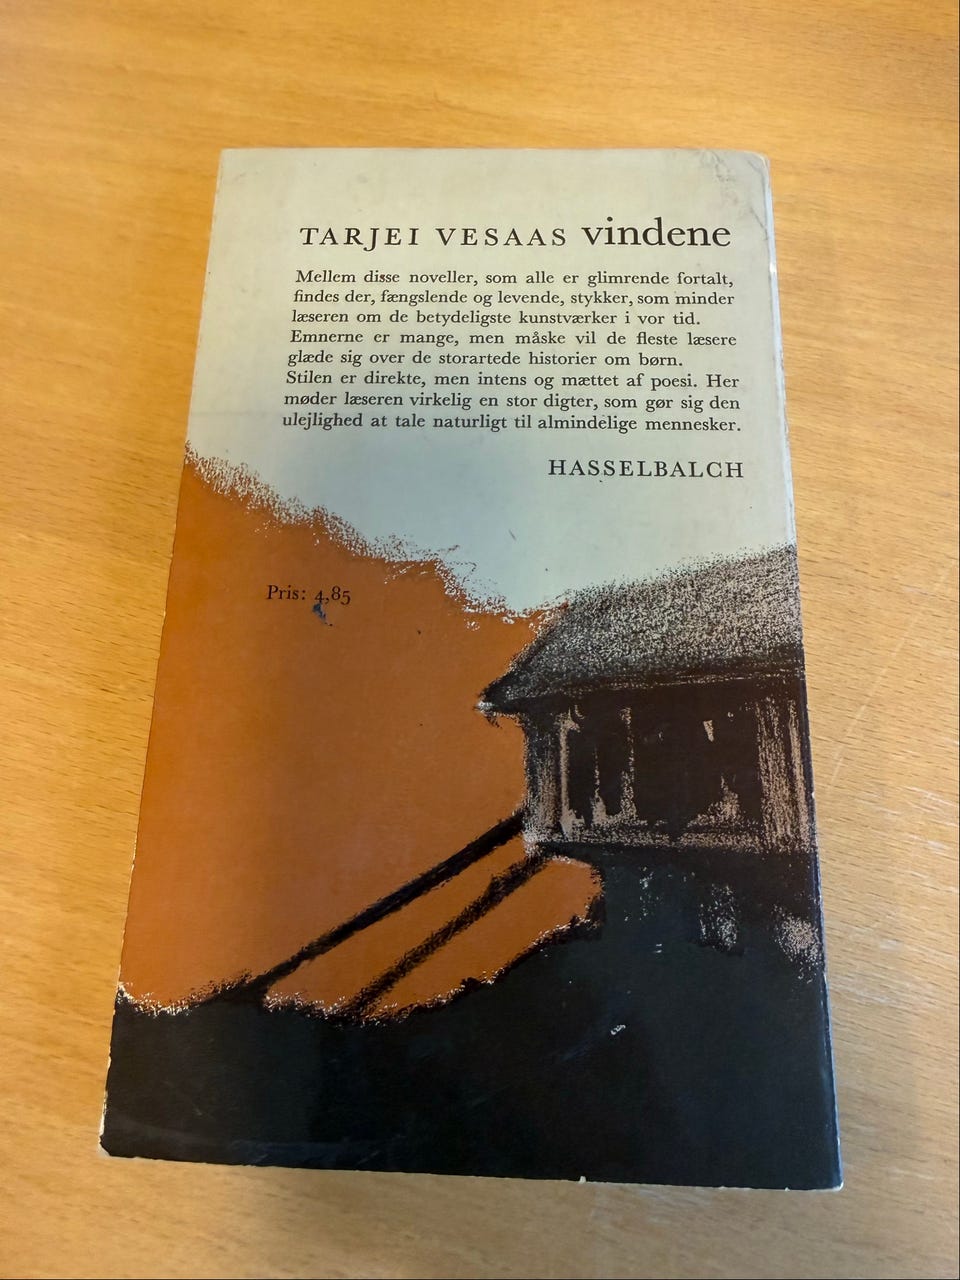 TARJEI VESAAS vindene
Mellem disse noveller, som alle er glimrende fortalt,
findes der, fængslende og levende, stykker, som minder
læseren om de betydeligste kunstværker i vor tid.
Emnerne er mange, men måske vil de fleste læsere
glæde sig over de storartede historier om børn.
Stilen er direkte, men intens og mættet af poesi. Her
møder læseren virkelig en stor digter, som gør sig den
ulejlighed at tale naturligt til almindelige mennesker.
HASSELBALCH
Pris: 4,85